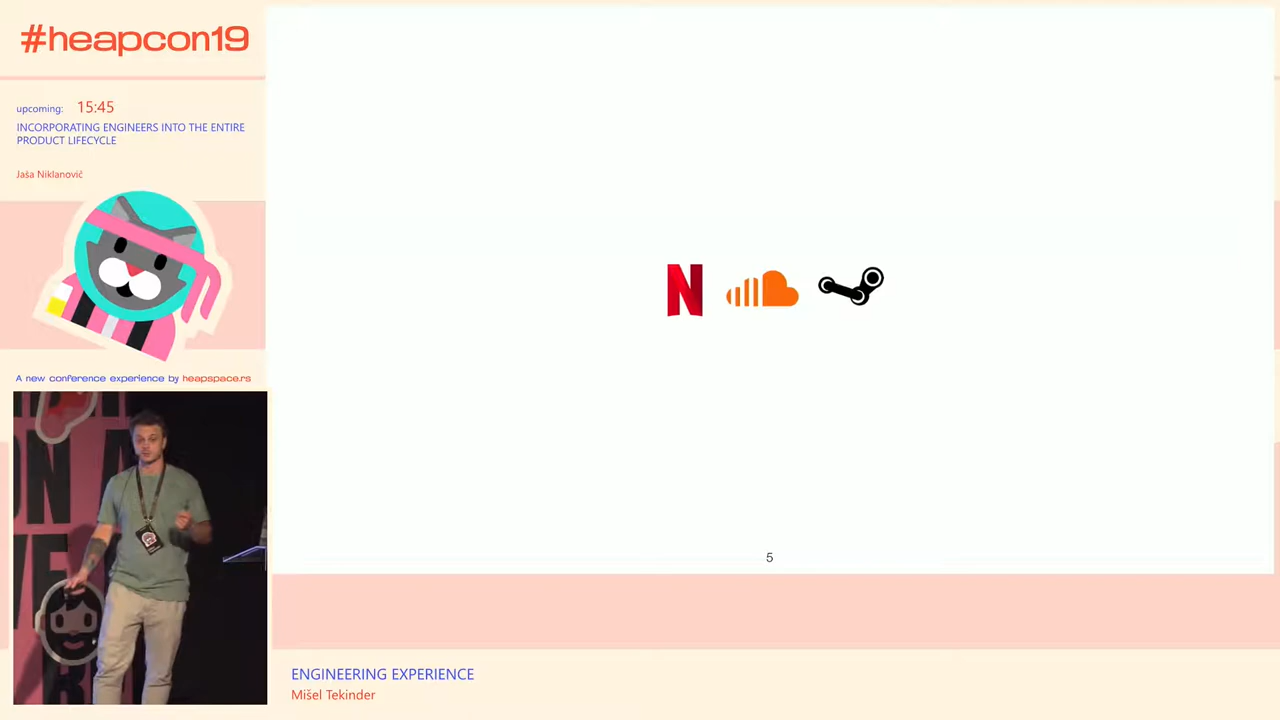 #heapcon19
upcoming: 15:45
INCORPORATING ENGINEERS INTO THE ENTIRE
PRODUCT LIFECYCLE
Jaša Niklanović
A new conference experience by heapspace.rs
N
5
ENGINEERING EXPERIENCE
Mišel Tekinder